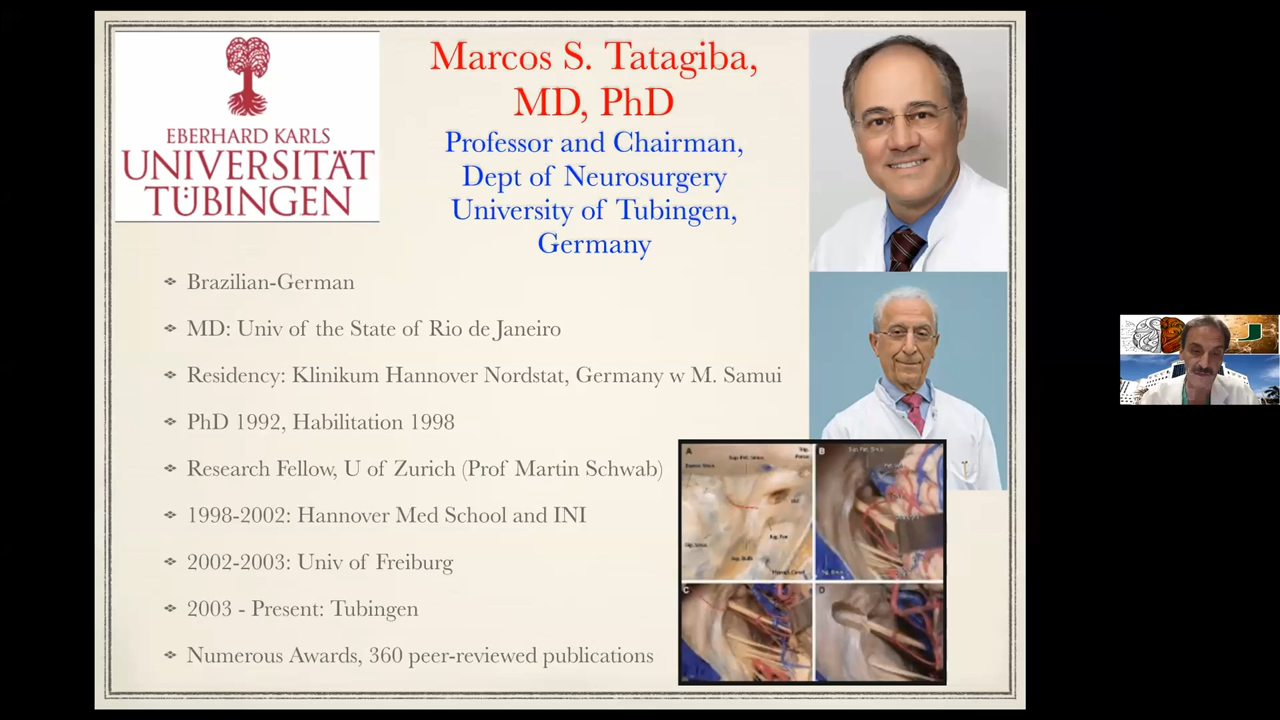 EBERHARD KARLS
UNIVERSITÄT
TÜBINGEN
Marcos S. Tatagiba,
MD, PhD
Professor and Chairman,
Dept of Neurosurgery
University of Tubingen,
Germany
Brazilian-German
MD: Univ of the State of Rio de Janeiro
Residency: Klinikum Hannover Nordstat, Germany w M. Samui
PhD 1992, Habilitation 1998
Research Fellow, U of Zurich (Prof Martin Schwab)
1998-2002: Hannover Med School and INI
2002-2003: Univ of Freiburg
2003 - Present: Tubingen
Numerous Awards, 360 peer-reviewed publications
A
B
C
D